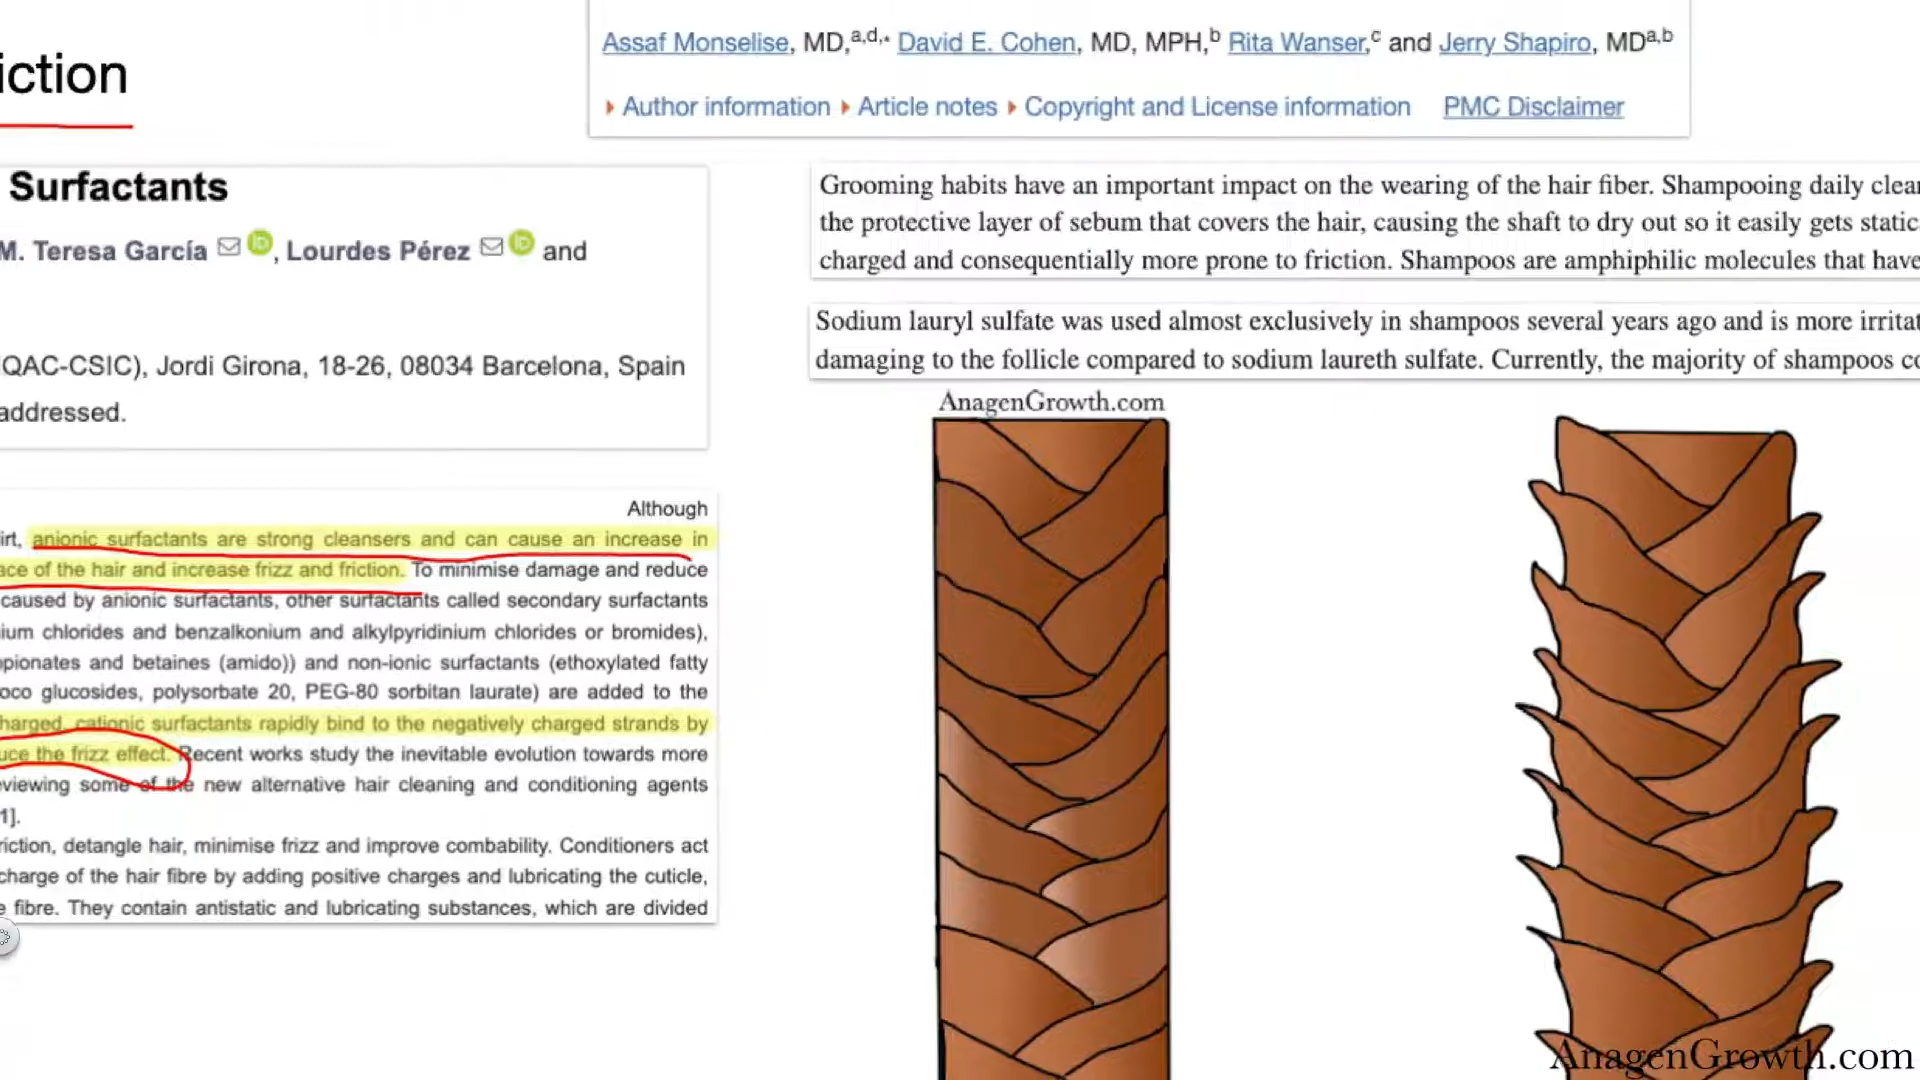 iction
Assaf Monselise, MD,a,d,* David E. Cohen, MD, MPH,b Rita Wanser,c and Jerry Shapiro, MDa,b
Author information Article notes Copyright and License information PMC Disclaimer
Surfactants
M. Teresa García, Lourdes Pérez and
QAC-CSIC), Jordi Girona, 18-26, 08034 Barcelona, Spain
addressed.
Although
irt, anionic surfactants are strong cleansers and can cause an increase in
ace of the hair and increase frizz and friction. To minimise damage and reduce
caused by anionic surfactants, other surfactants called secondary surfactants
ium chlorides and benzalkonium and alkylpyridinium chlorides or bromides),
opionates and betaines (amido)) and non-ionic surfactants (ethoxylated fatty
oco glucosides, polysorbate 20, PEG-80 sorbitan laurate) are added to the
harged, cationic surfactants rapidly bind to the negatively charged strands by
uce the frizz effect. Recent works study the inevitable evolution towards more
eviewing some of the new alternative hair cleaning and conditioning agents
1].
riction, detangle hair, minimise frizz and improve combability. Conditioners act
charge of the hair fibre by adding positive charges and lubricating the cuticle,
e fibre. They contain antistatic and lubricating substances, which are divided
Grooming habits have an important impact on the wearing of the hair fiber. Shampooing daily clean
the protective layer of sebum that covers the hair, causing the shaft to dry out so it easily gets static
charged and consequentially more prone to friction. Shampoos are amphiphilic molecules that have
Sodium lauryl sulfate was used almost exclusively in shampoos several years ago and is more irritat
damaging to the follicle compared to sodium laureth sulfate. Currently, the majority of shampoos co
AnagenGrowth.com
AnagenGrowth.com